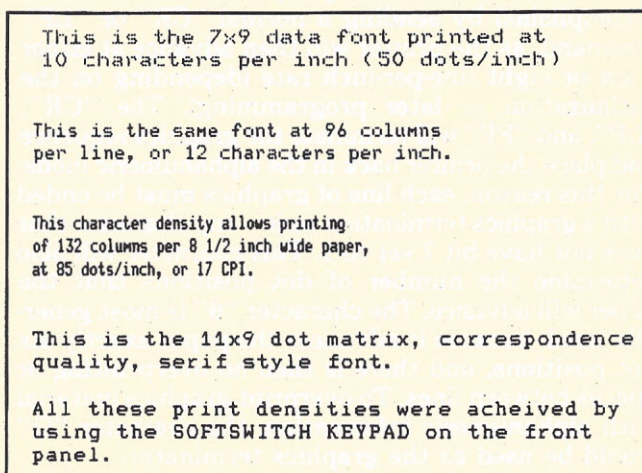 This is the 7x9 data font printed at
10 characters per inch (50 dots/inch)
This is the same font at 96 columns
per line, or 12 characters per inch.
This character density allows printing
of 132 columns per 8 1/2 inch wide paper,
at 85 dots/inch, or 17 CPI.
This is the 11x9 dot matrix, correspondence
quality, serif style font.
All these print densities were acheived by
using the SOFTSWITCH KEYPAD on the front
panel.